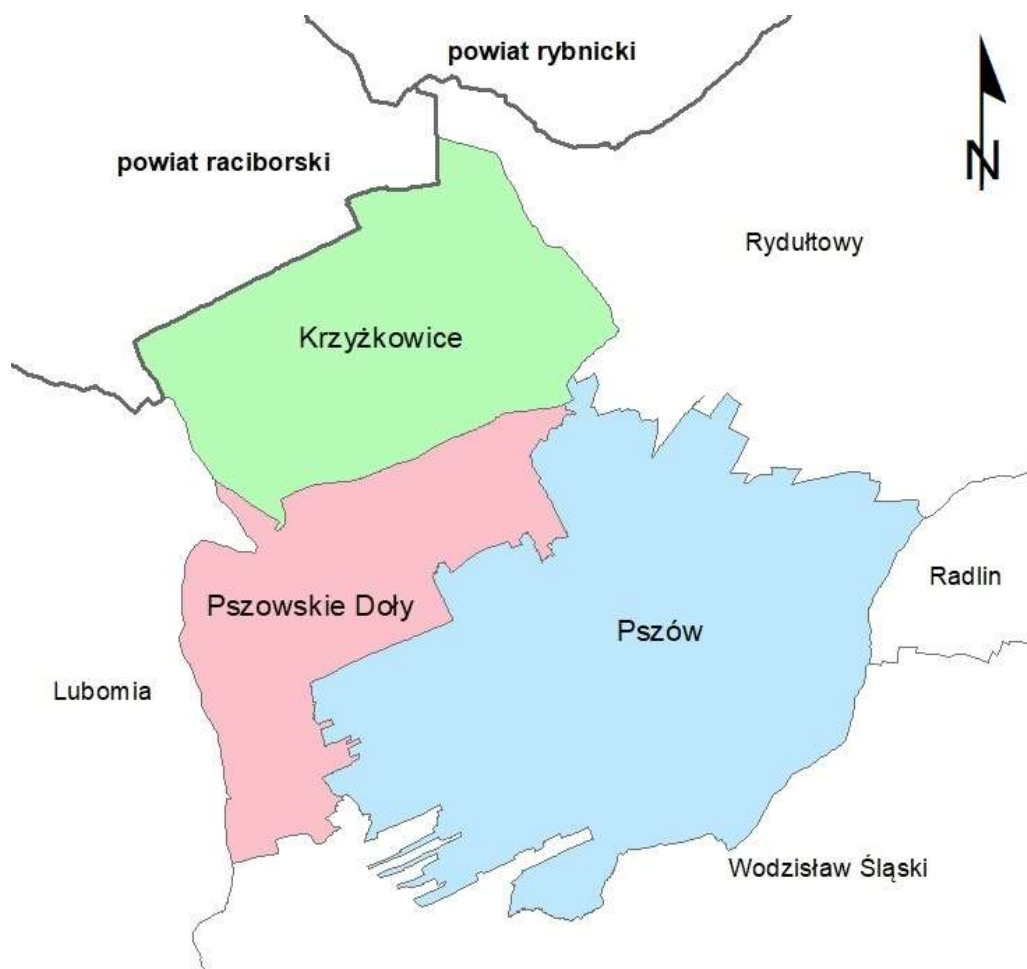 powiat rybnicki
powiat raciborski
N
Rydułtowy
Krzyżkowice
Radlin
Pszowskie Doły
Pszów
Lubomia
Wodzisław Śląski